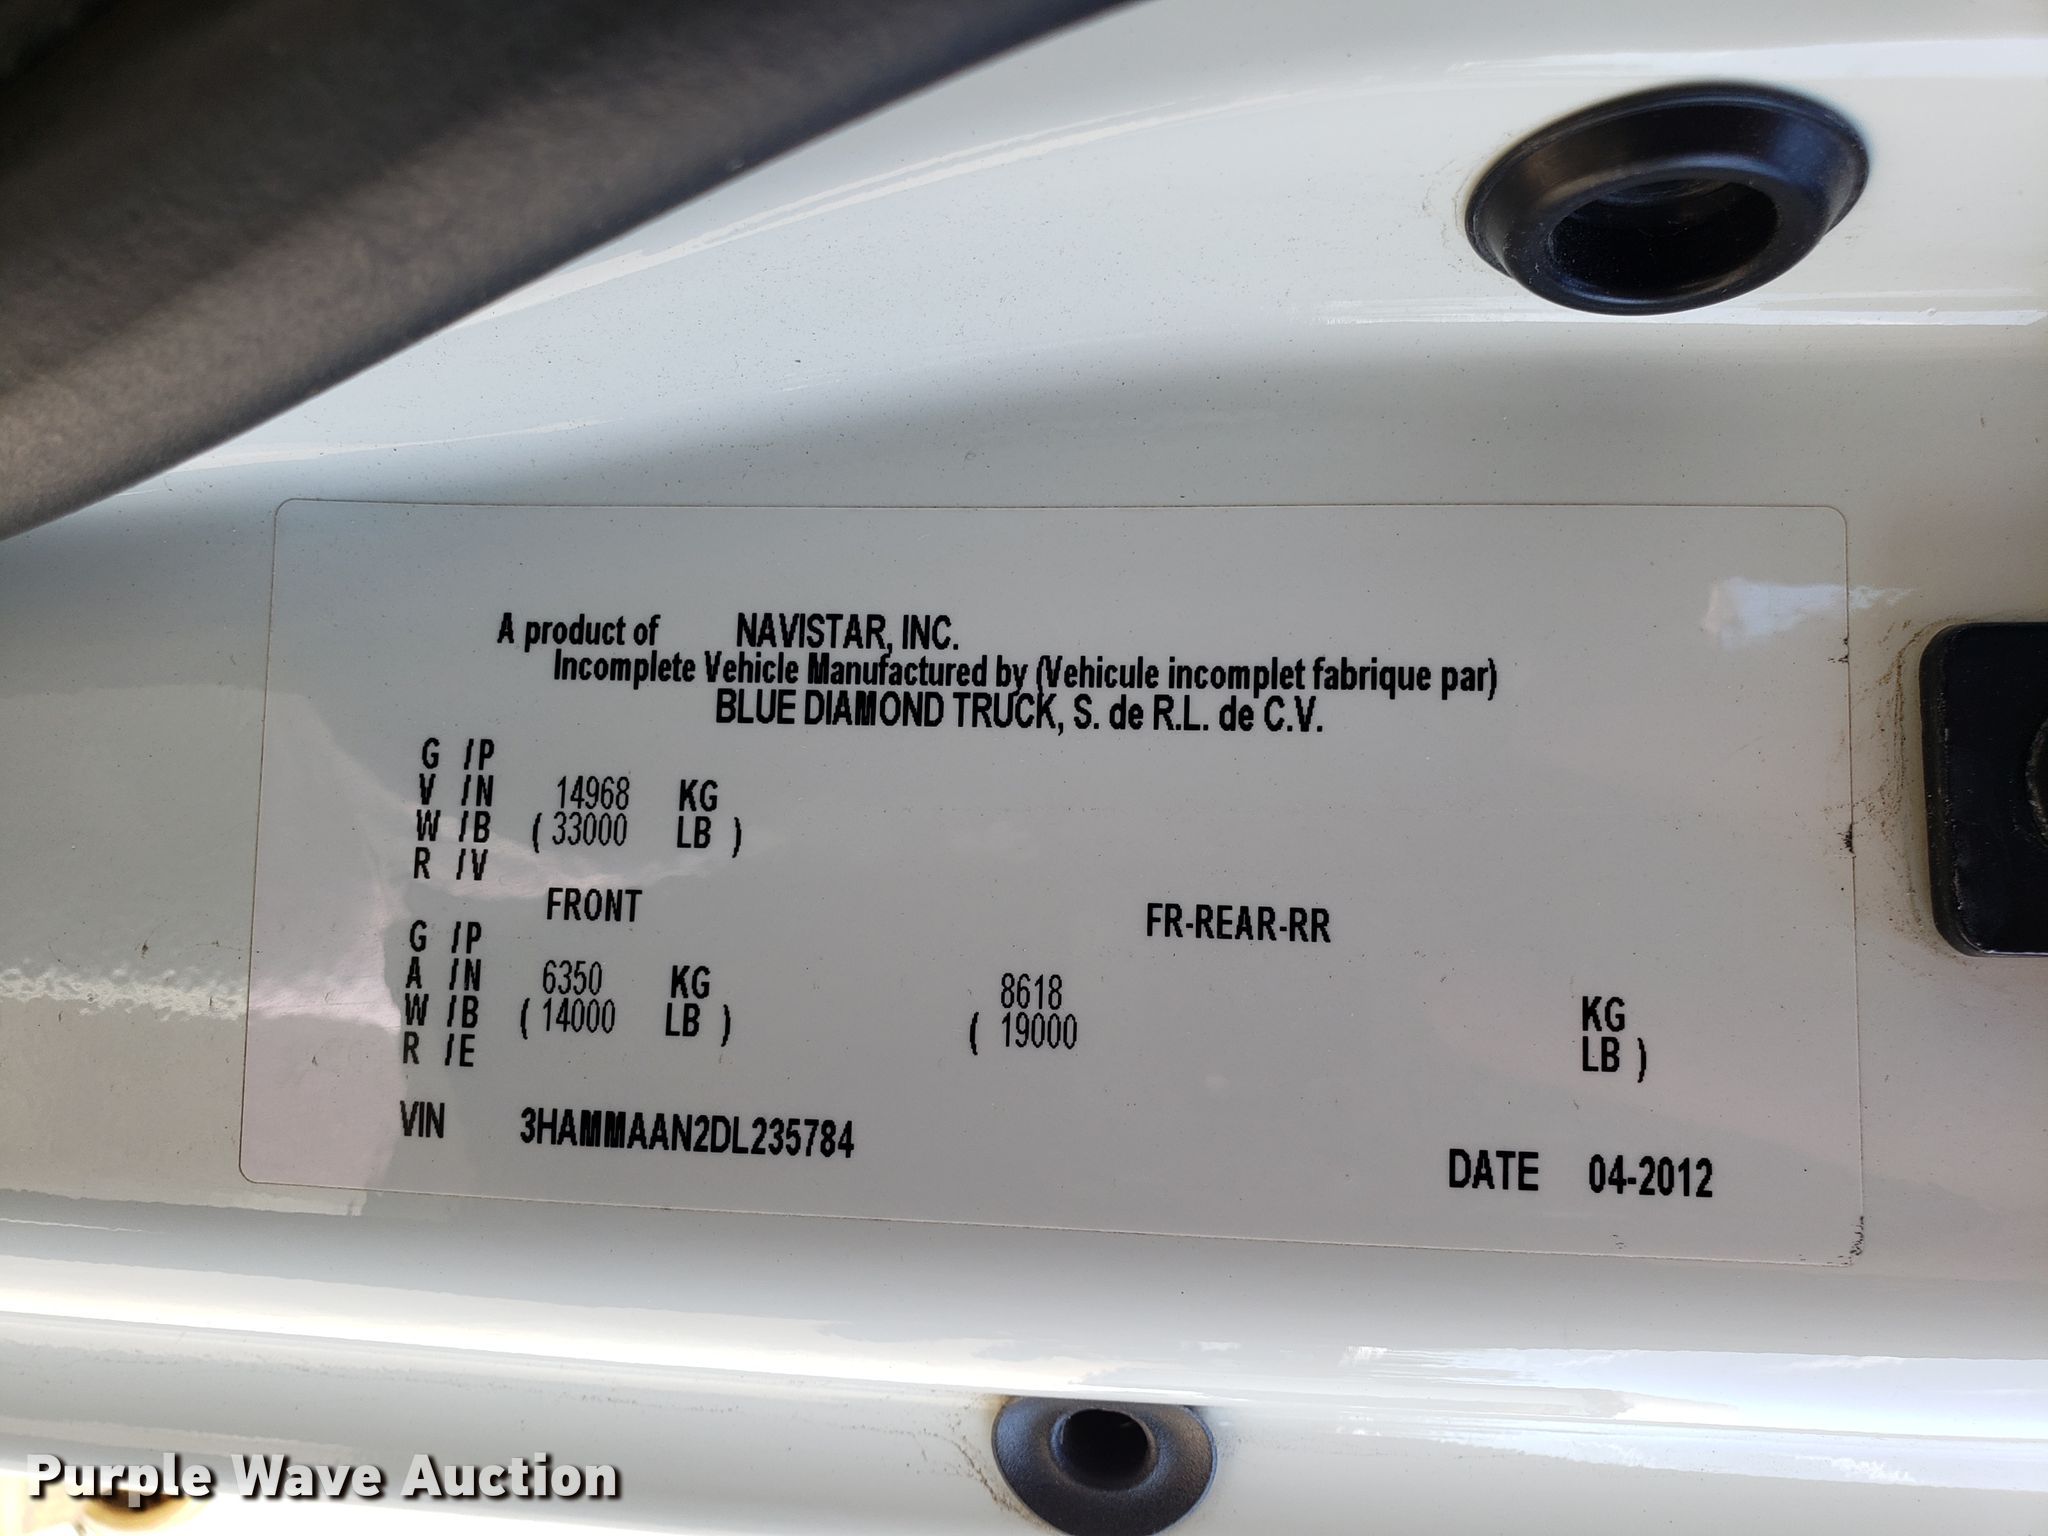 A product of NAVISTAR, INC.
Incomplete Vehicle Manufactured by (Vehicule incomplet fabrique par)
BLUE DIAMOND TRUCK, S. de R.L. de C.V.
G /P
V /N 14968 KG
W /B ( 33000 LB )
R /V
FRONT FR-REAR-RR
G /P
A /N 6350 KG 8618 KG
W /B ( 14000 LB ) ( 19000 LB )
R /E
VIN 3HAMMAAN2DL235784
DATE 04-2012
Purple Wave Auction